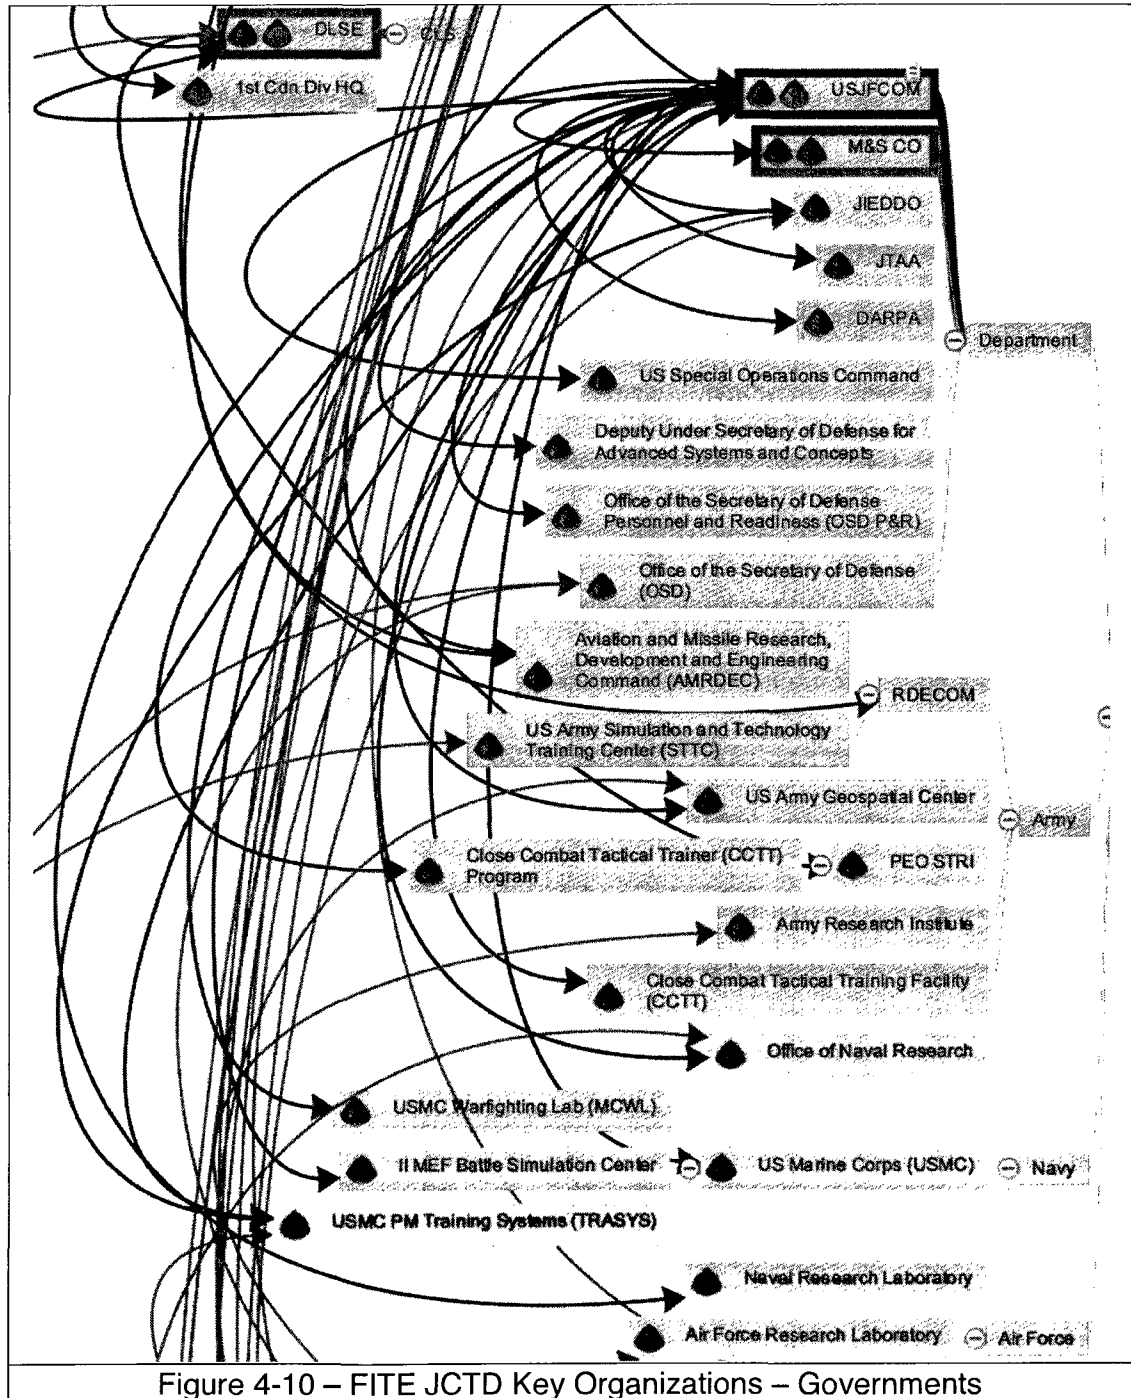 DLSE
CLS
1st Cdn Div HQ
USJFCOM
M&S CO
JIEDDO
JTAA
DARPA
Department
US Special Operations Command
Deputy Under Secretary of Defense for
Advanced Systems and Concepts
Office of the Secretary of Defense
Personnel and Readiness (OSD P&R)
Office of the Secretary of Defense
(OSD)
Aviation and Missile Research,
Development and Engineering
Command (AMRDEC)
RDECOM
US Army Simulation and Technology
Training Center (STTC)
US Army Geospatial Center
Army
Close Combat Tactical Trainer (CCTT)
Program
PEO STRI
Army Research Institute
Close Combat Tactical Training Facility
(CCTT)
Office of Naval Research
USMC Warfighting Lab (MCWL)
II MEF Battle Simulation Center
US Marine Corps (USMC)
Navy
USMC PM Training Systems (TRASYS)
Naval Research Laboratory
Air Force Research Laboratory
Air Force
Figure 4-10 – FITE JCTD Key Organizations – Governments